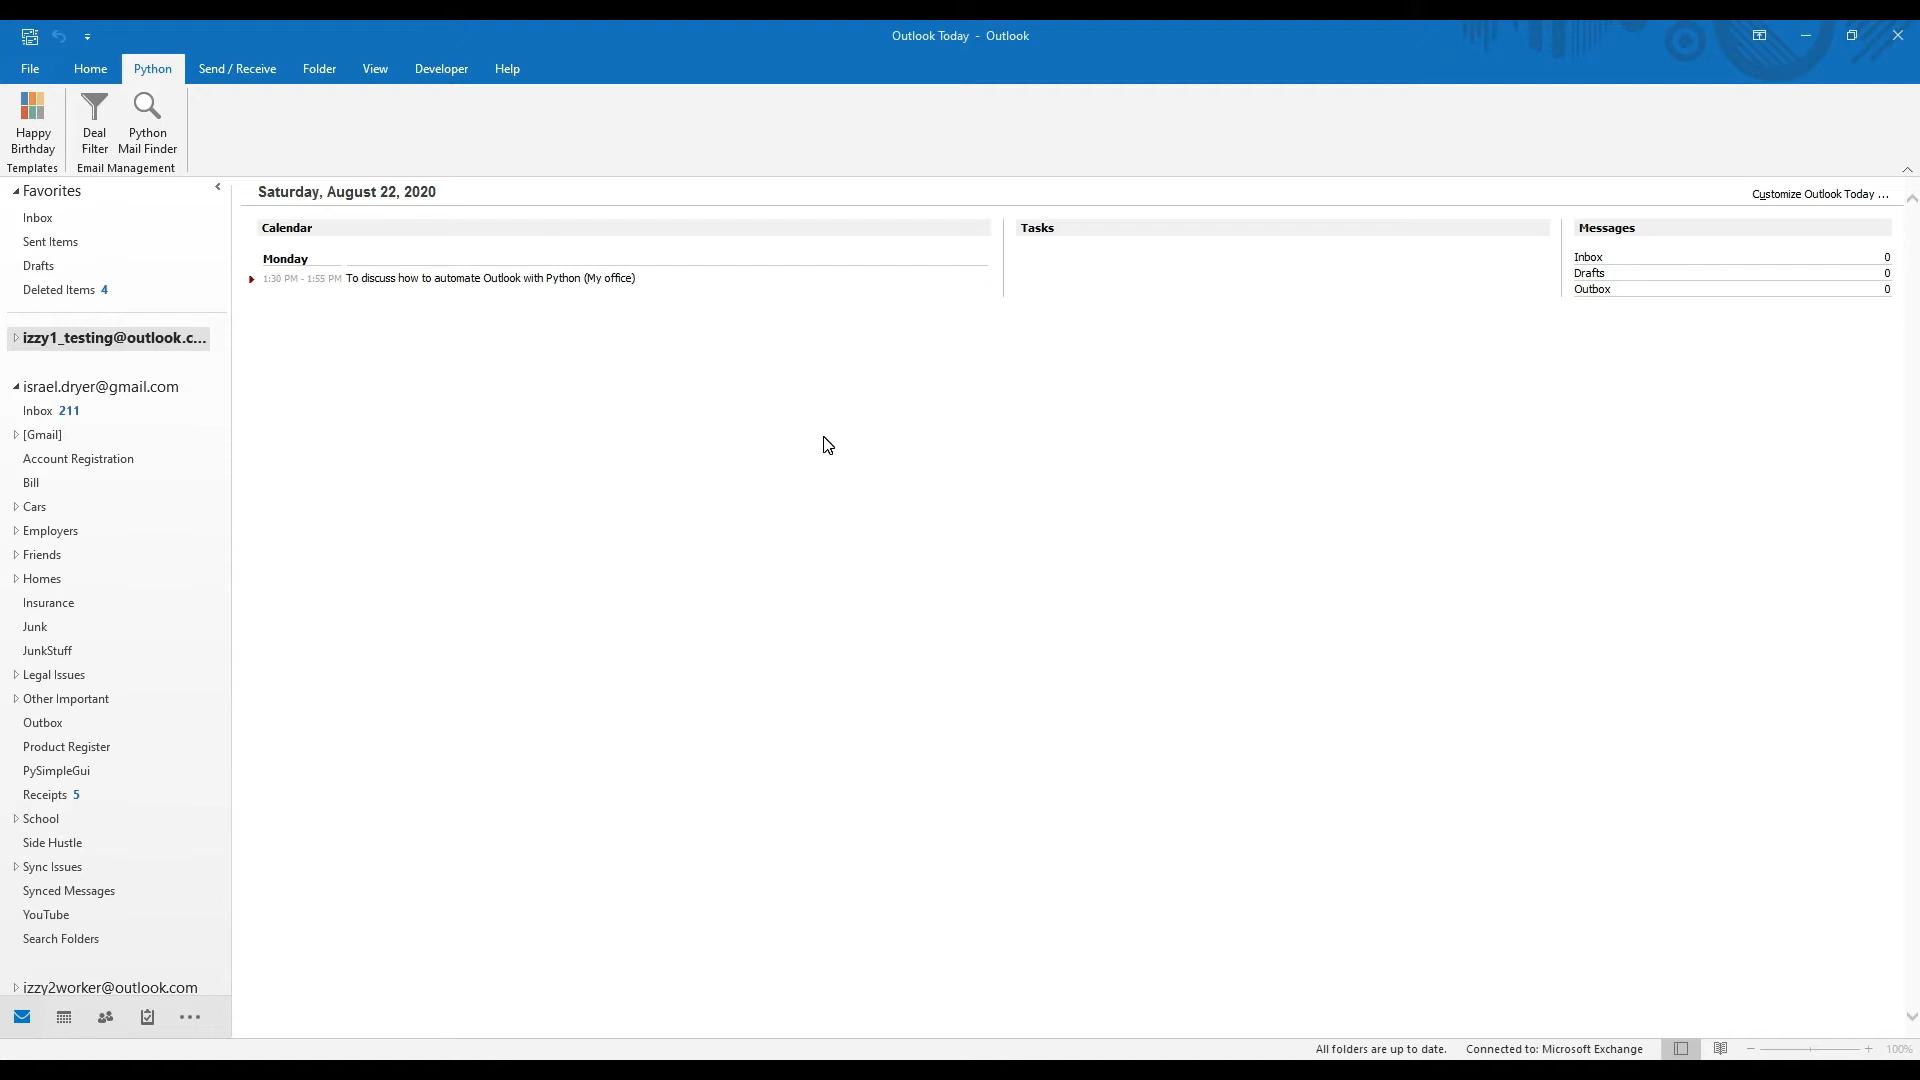 Outlook Today - Outlook
File Home Python Send / Receive Folder View Developer Help
Happy Birthday
Deal Filter
Python Mail Finder
Templates
Email Management
Favorites
Inbox
Sent Items
Drafts
Deleted Items 4
izzy1_testing@outlook.c...
israel.dryer@gmail.com
Inbox 211
[Gmail]
Account Registration
Bill
Cars
Employers
Friends
Homes
Insurance
Junk
JunkStuff
Legal Issues
Other Important
Outbox
Product Register
PySimpleGui
Receipts 5
School
Side Hustle
Sync Issues
Synced Messages
YouTube
Search Folders
izzy2worker@outlook.com
Saturday, August 22, 2020
Customize Outlook Today ...
Calendar
Monday
1:30 PM - 1:55 PM To discuss how to automate Outlook with Python (My office)
Tasks
Messages
Inbox 0
Drafts 0
Outbox 0
All folders are up to date. Connected to: Microsoft Exchange 100%